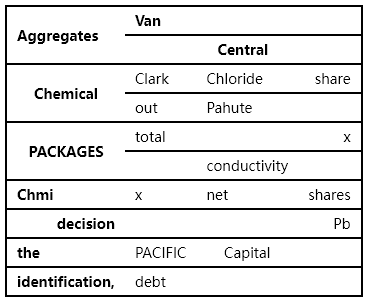 Aggregates Van
Central
Chemical Clark Chloride share
out Pahute
PACKAGES total x
conductivity
Chmi x net shares
decision Pb
the PACIFIC Capital
identification, debt